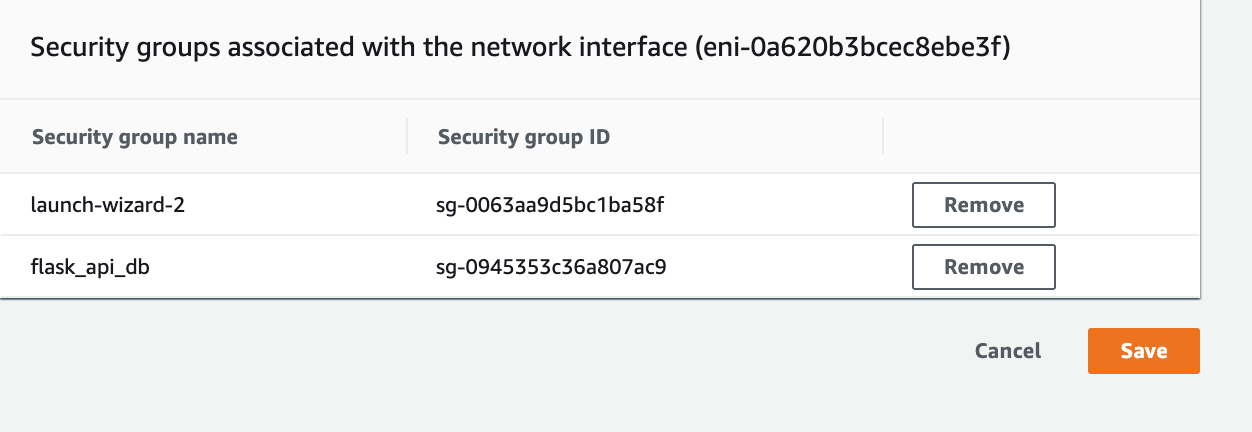 Security groups associated with the network interface (eni-0a620b3bcec8ebe3f)
Security group name Security group ID
launch-wizard-2 sg-0063aa9d5bc1ba58f Remove
flask_api_db sg-0945353c36a807ac9 Remove
Cancel Save